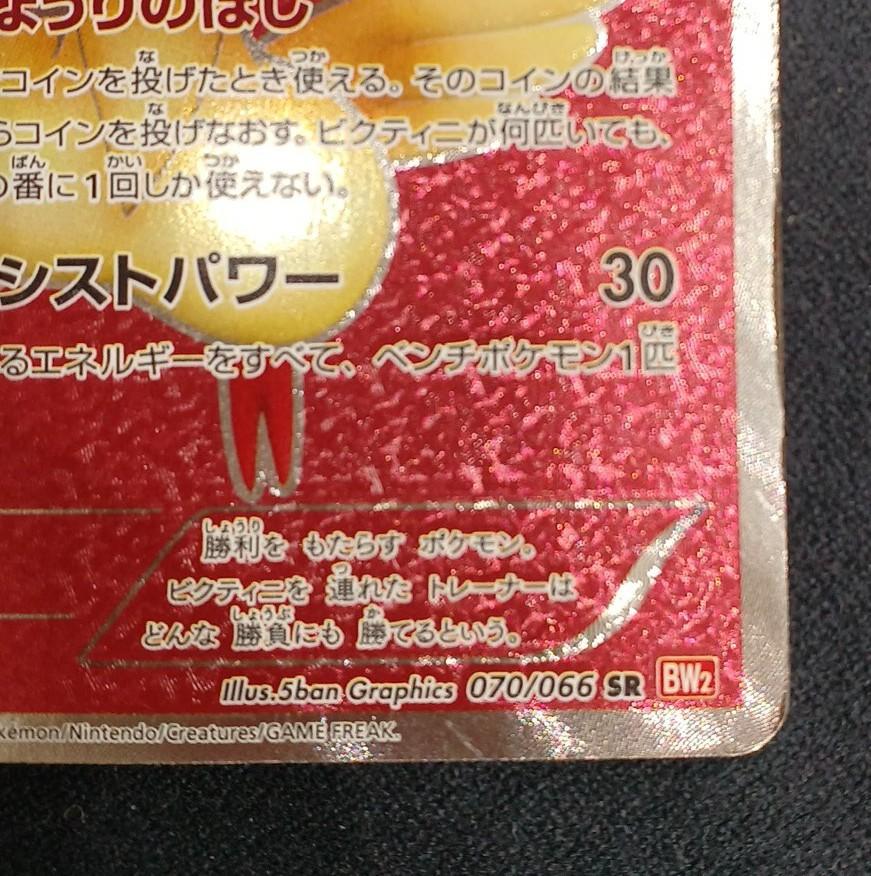 ょうりのほし
コインを投げたとき使える。そのコインの結果
らコインを投げなおす。ビクティニが何匹いても、
の番に1回しか使えない。
シストパワー 30
るエネルギーをすべて、ベンチポケモン1匹
勝利を もたらす ポケモン。
ビクティニを 連れた トレーナーは
どんな 勝負にも 勝てるという。
Illus.5ban Graphics 070/066 SR BW2
kémon/Nintendo/Creatures/GAME FREAK.